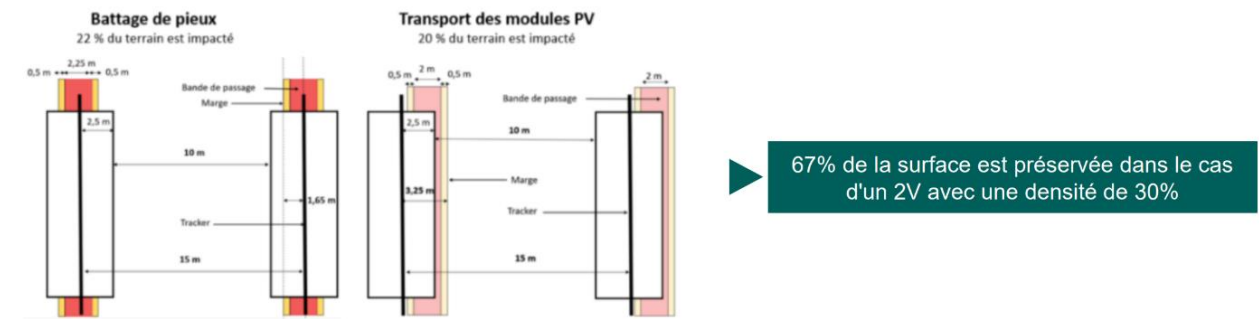 Battage de pieux
22 % du terrain est impacté
2,25 m
0,5 m
0,5 m
Bande de passage
Marge
2,5 m
10 m
1,65 m
Tracker
15 m
Transport des modules PV
20 % du terrain est impacté
0,5 m
2 m
0,5 m
2 m
Bande de passage
2,5 m
10 m
Marge
3,25 m
Tracker
15 m
67% de la surface est préservée dans le cas
d'un 2V avec une densité de 30%